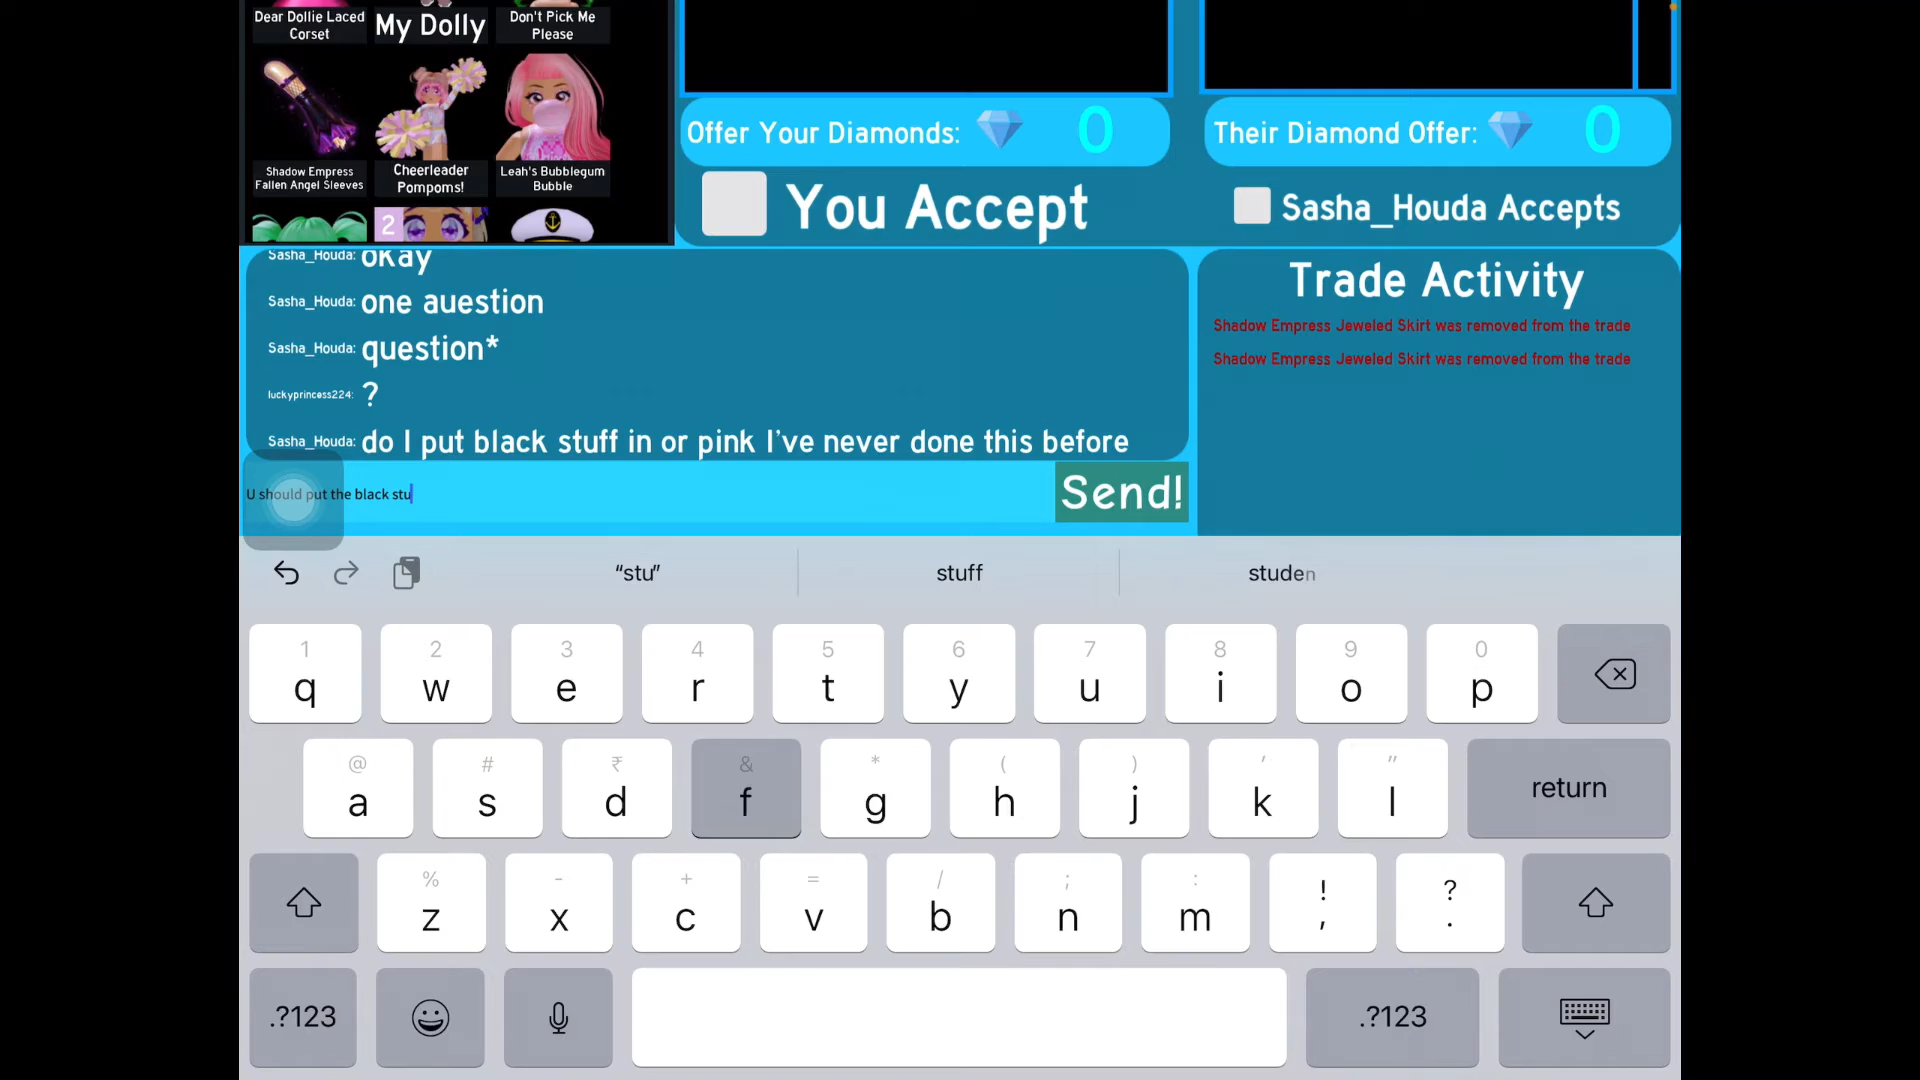 Dear Dollie Laced
Corset
My Dolly
Don't Pick Me
Please
Shadow Empress
Fallen Angel Sleeves
Cheerleader
Pompoms!
Leah's Bubblegum
Bubble
2
Offer Your Diamonds: 0
Their Diamond Offer: 0
You Accept
Sasha_Houda Accepts
Sasha_Houda: okay
Sasha_Houda: one auestion
Sasha_Houda: question*
luckyprincess224: ?
Sasha_Houda: do I put black stuff in or pink I've never done this before
Trade Activity
Shadow Empress Jeweled Skirt was removed from the trade
Shadow Empress Jeweled Skirt was removed from the trade
U should put the black stu
Send!
“stu” stuff studen
1 2 3 4 5 6 7 8 9 0
q w e r t y u i o p
@ # ₹ & * ( ) ' "
a s d f g h j k l return
% - + = / ; : ! ?
z x c v b n m , .
.?123 .?123